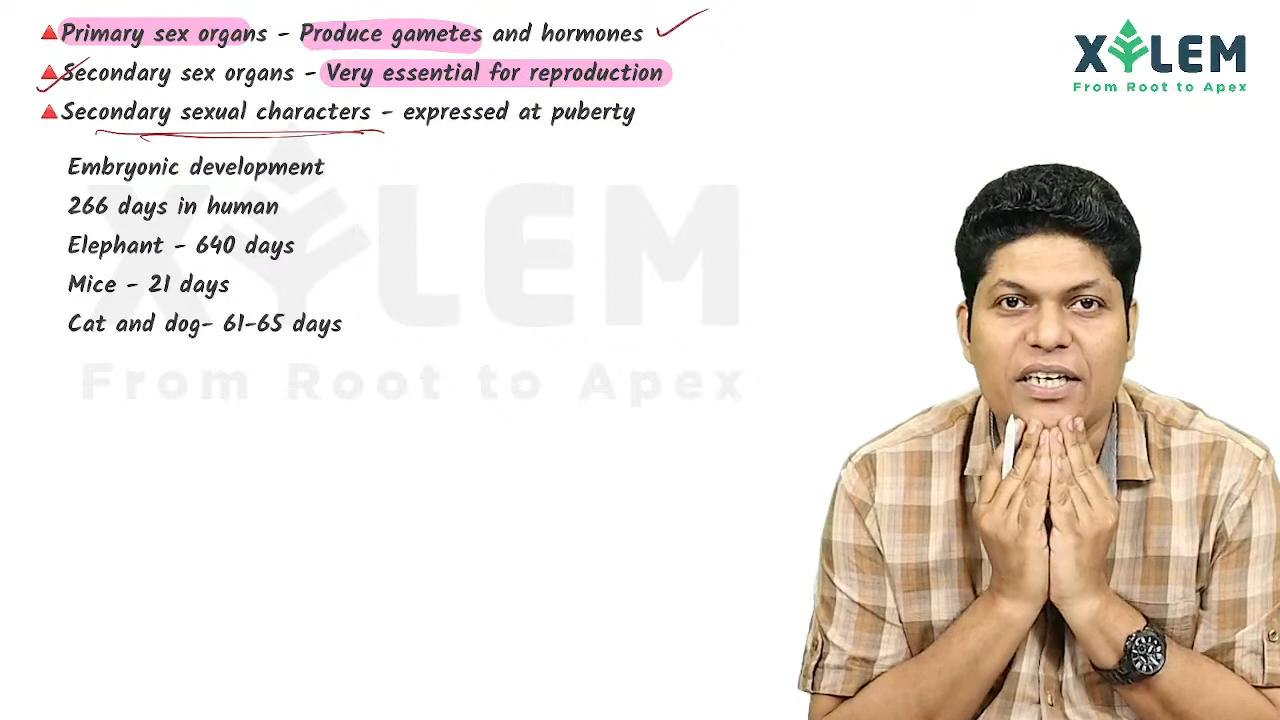 🔺Primary sex organs - Produce gametes and hormones
🔺Secondary sex organs - Very essential for reproduction
🔺Secondary sexual characters - expressed at puberty
Embryonic development
266 days in human
Elephant - 640 days
Mice - 21 days
Cat and dog- 61-65 days
XYLEM
From Root to Apex
XYLEM
From Root to Apex